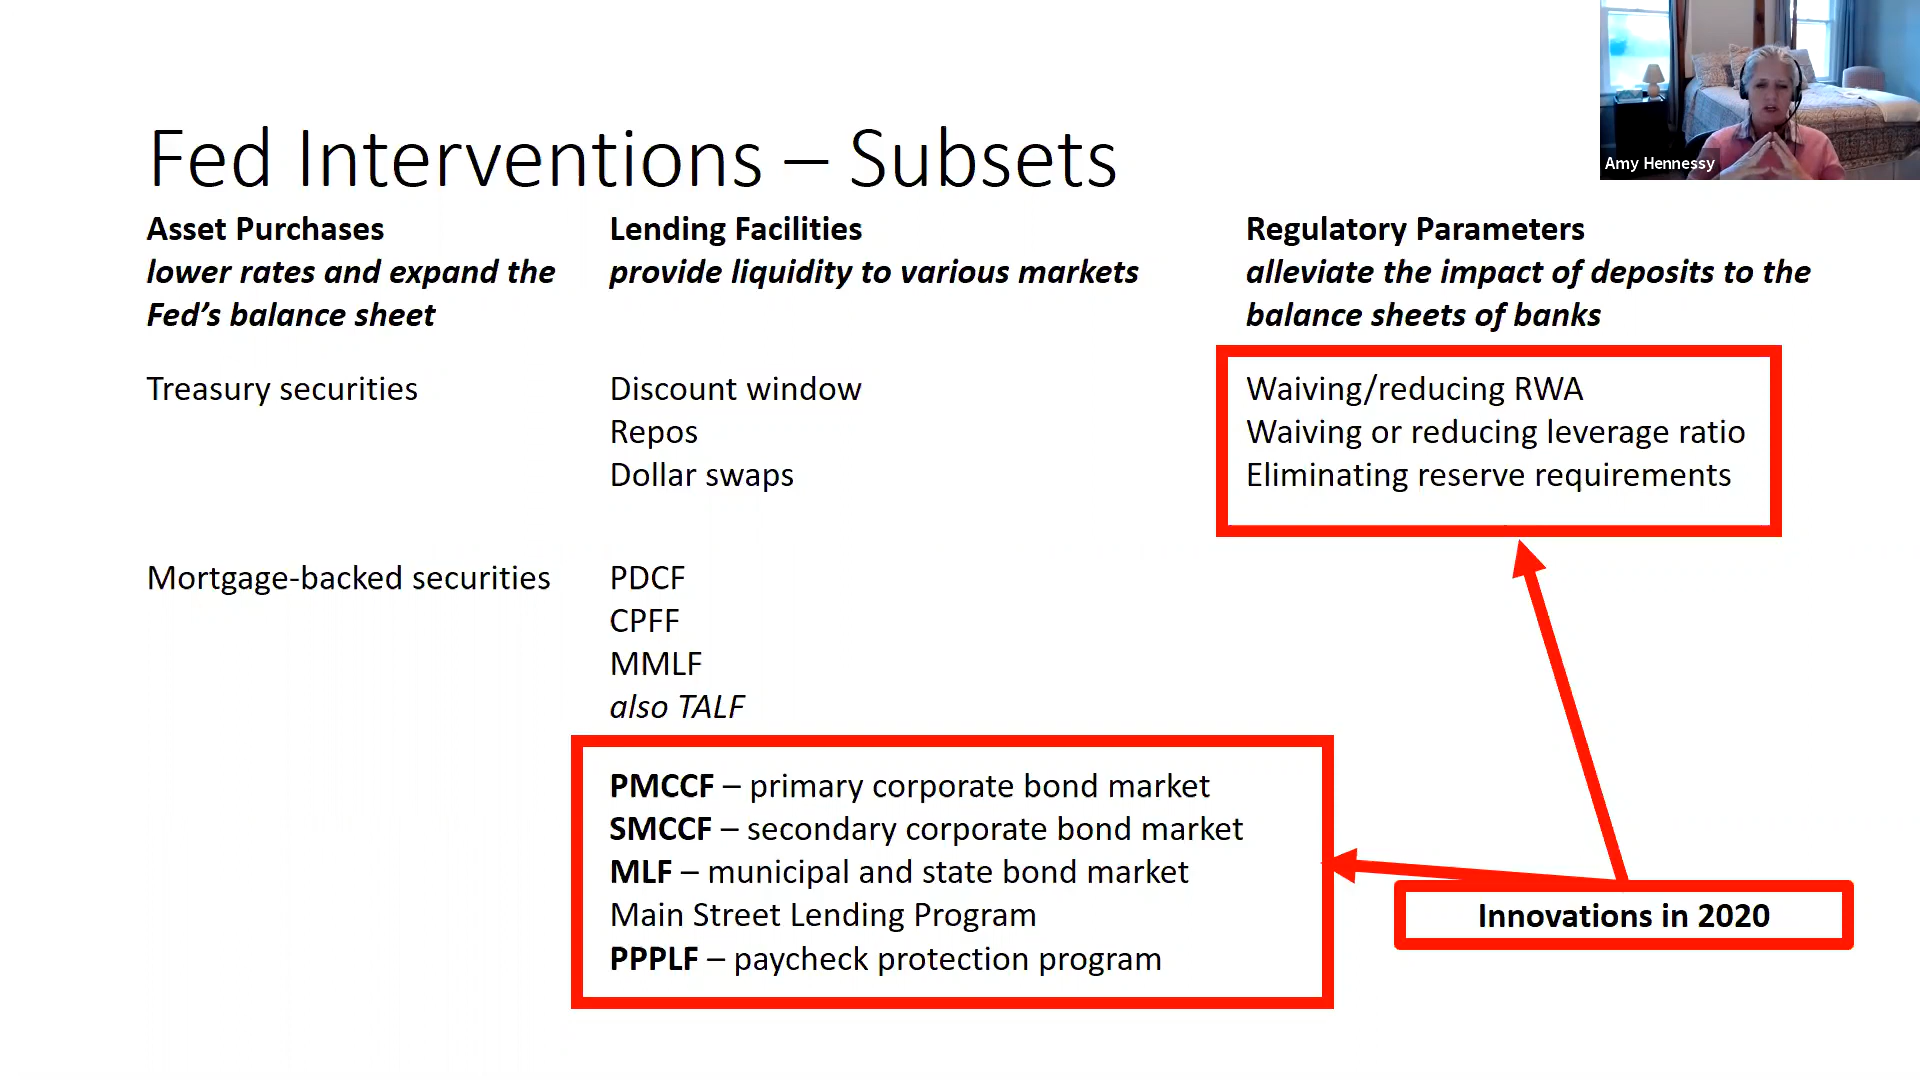 Fed Interventions – Subsets
Amy Hennessy
Asset Purchases
lower rates and expand the
Fed's balance sheet
Treasury securities
Mortgage-backed securities
Lending Facilities
provide liquidity to various markets
Discount window
Repos
Dollar swaps
PDCF
CPFF
MMLF
also TALF
PMCCF – primary corporate bond market
SMCCF – secondary corporate bond market
MLF – municipal and state bond market
Main Street Lending Program
PPPLF – paycheck protection program
Regulatory Parameters
alleviate the impact of deposits to the
balance sheets of banks
Waiving/reducing RWA
Waiving or reducing leverage ratio
Eliminating reserve requirements
Innovations in 2020